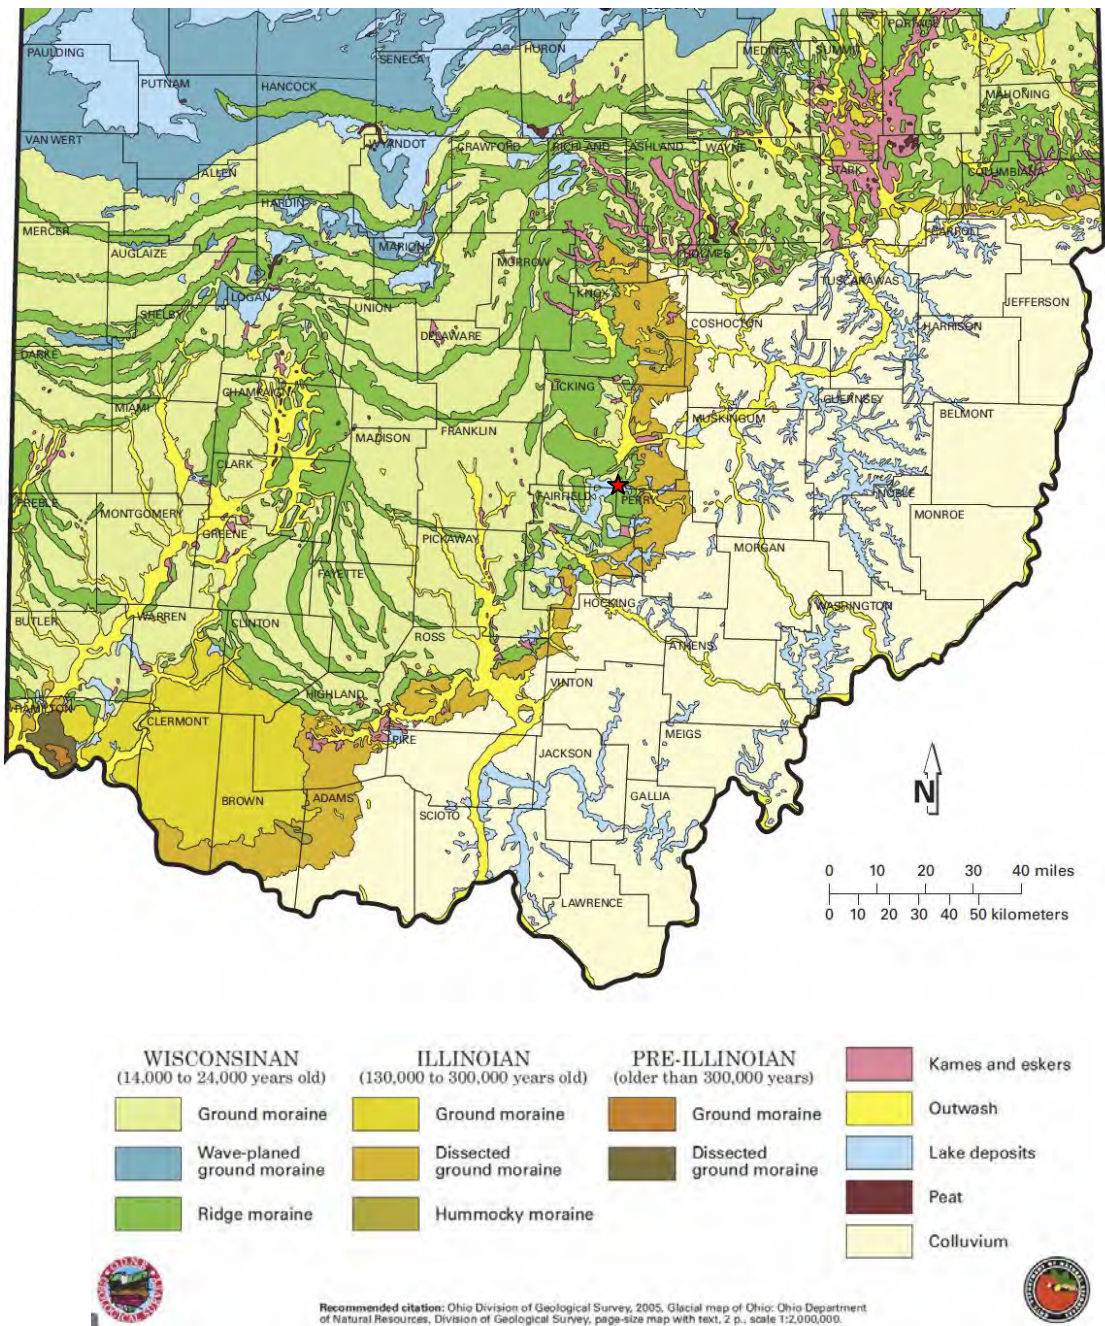 PORTAGE
PAULDING
HURON
MEDINA
SUMMIT
SENECA
PUTNAM
HANCOCK
MAHONING
VAN WERT
WYANDOT
CRAWFORD
RICHLAND
ASHLAND
WAYNE
ALLEN
STARK
COLUMBIANA
HARDIN
MERCER
CARROLL
AUGLAIZE
MARION
MORROW
HOLMES
TUSCARAWAS
LOGAN
KNOX
JEFFERSON
SHELBY
UNION
COSHOCTON
HARRISON
DELAWARE
DARKE
LICKING
CHAMPAIGN
GUERNSEY
MIAMI
BELMONT
MUSKINGUM
FRANKLIN
MADISON
CLARK
FAIRFIELD
PERRY
NOBLE
PREBLE
MONTGOMERY
MONROE
GREENE
PICKAWAY
MORGAN
FAYETTE
HOCKING
WASHINGTON
BUTLER
WARREN
CLINTON
ROSS
ATHENS
VINTON
HIGHLAND
HAMILTON
CLERMONT
MEIGS
PIKE
JACKSON
BROWN
ADAMS
GALLIA
SCIOTO
N
0 10 20 30 40 miles
LAWRENCE
0 10 20 30 40 50 kilometers
WISCONSINAN
(14,000 to 24,000 years old)
Ground moraine
Wave-planed
ground moraine
Ridge moraine
ILLINOIAN
(130,000 to 300,000 years old)
Ground moraine
Dissected
ground moraine
Hummocky moraine
PRE-ILLINOIAN
(older than 300,000 years)
Ground moraine
Dissected
ground moraine
Kames and eskers
Outwash
Lake deposits
Peat
Colluvium
Recommended citation: Ohio Division of Geological Survey, 2005, Glacial map of Ohio: Ohio Department
of Natural Resources, Division of Geological Survey, page-size map with text, 2 p., scale 1:2,000,000.